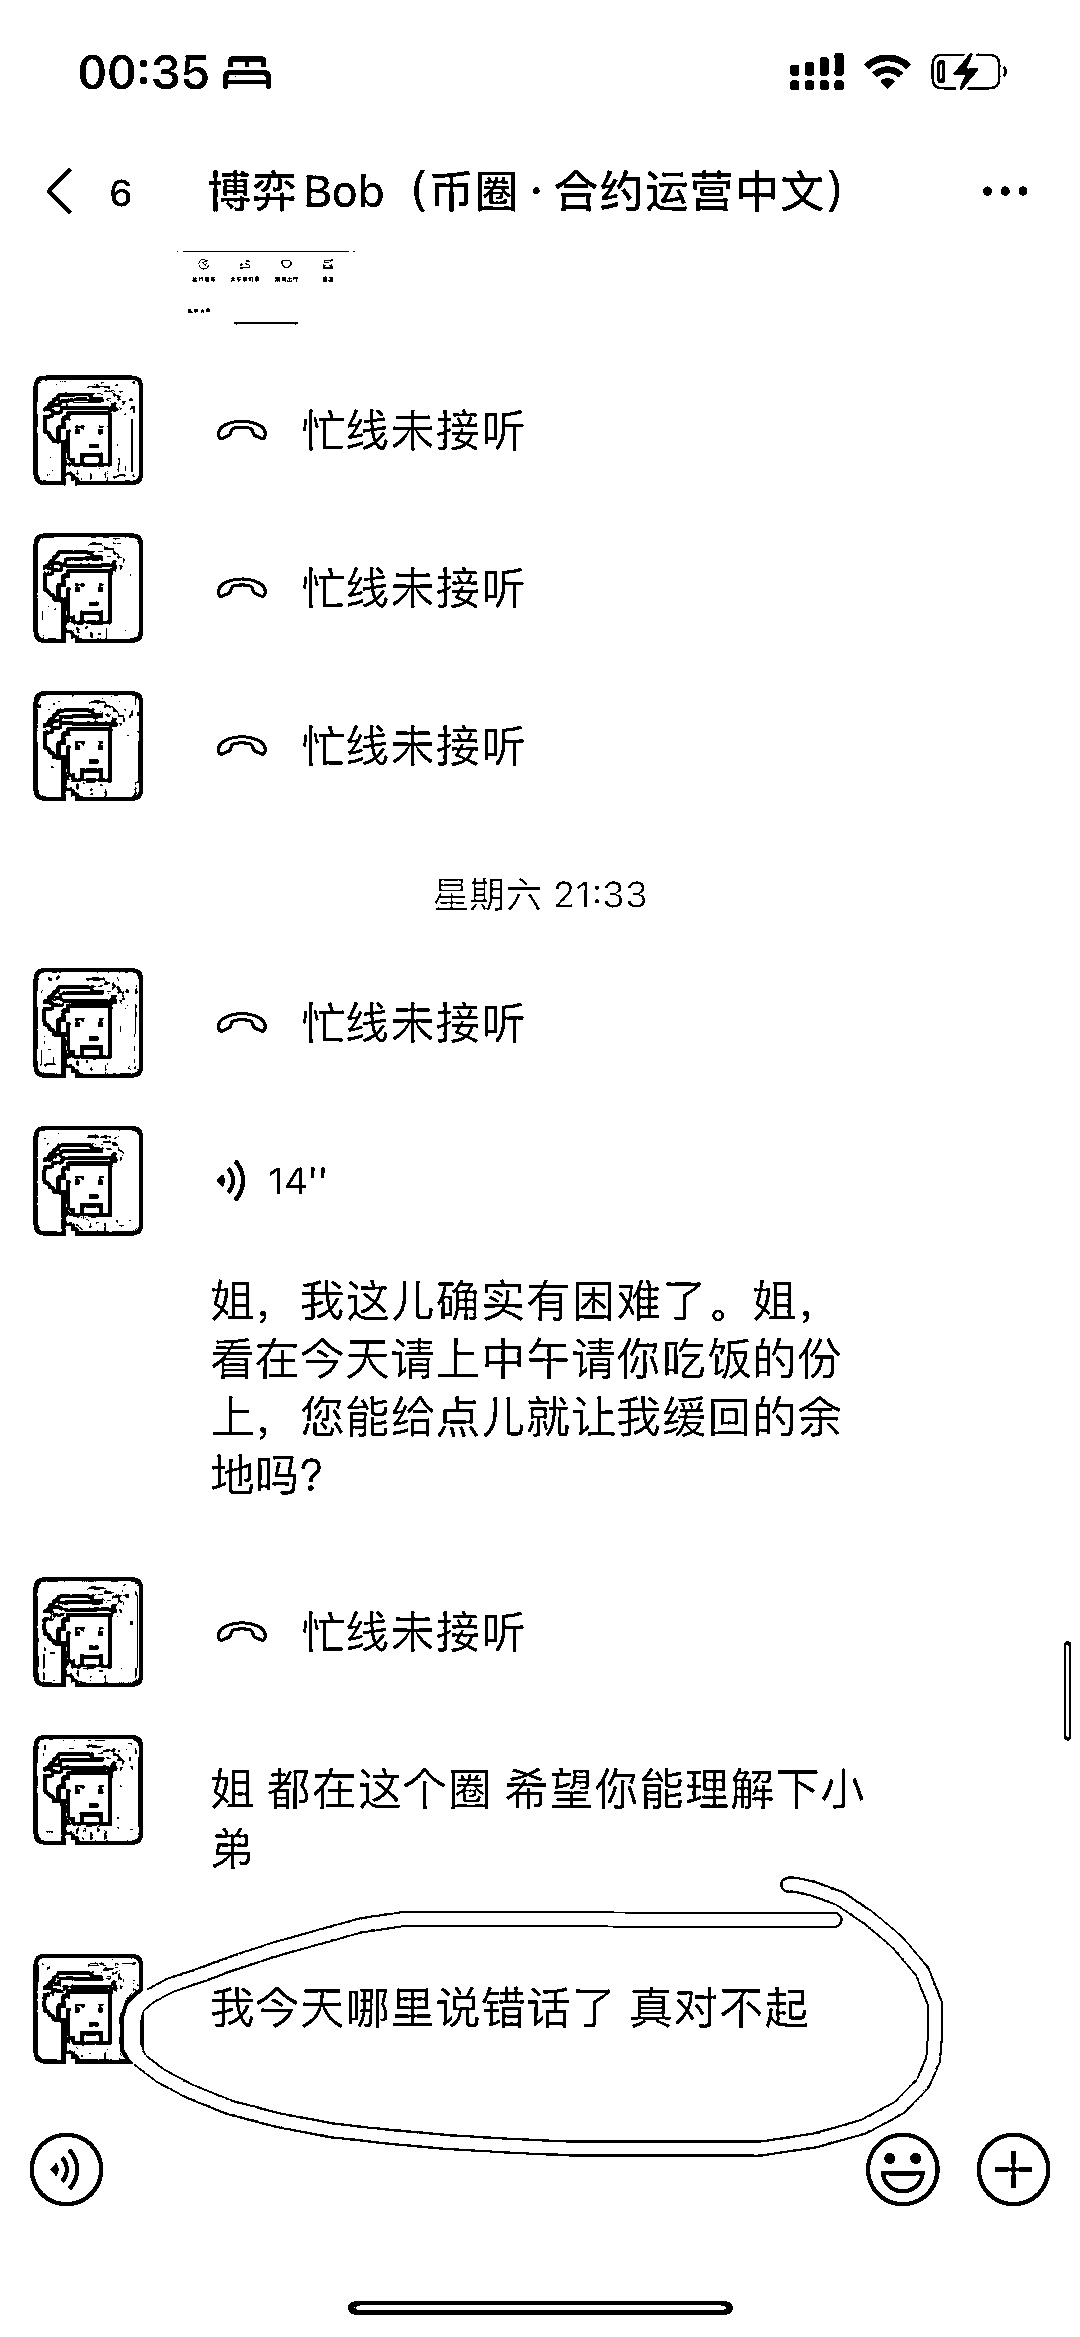 00:35
6 博弈Bob（币圈·合约运营中文）
忙线未接听
忙线未接听
忙线未接听
星期六 21:33
忙线未接听
14"
姐，我这儿确实有困难了。姐，
看在今天请上中午请你吃饭的份
上，您能给点儿就让我缓回的余
地吗？
忙线未接听
姐 都在这个圈 希望你能理解下小
弟
我今天哪里说错话了 真对不起